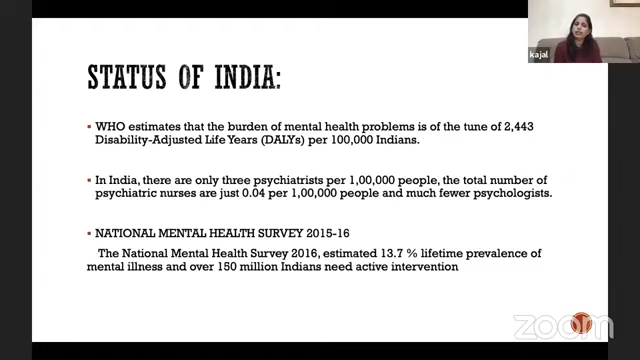 kajal
STATUS OF INDIA:
▪ WHO estimates that the burden of mental health problems is of the tune of 2,443
Disability-Adjusted Life Years (DALYs) per 100,000 Indians.
▪ In India, there are only three psychiatrists per 1,00,000 people, the total number of
psychiatric nurses are just 0.04 per 1,00,000 people and much fewer psychologists.
▪ NATIONAL MENTAL HEALTH SURVEY 2015-16
The National Mental Health Survey 2016, estimated 13.7 % lifetime prevalence of
mental illness and over 150 million Indians need active intervention
zoom